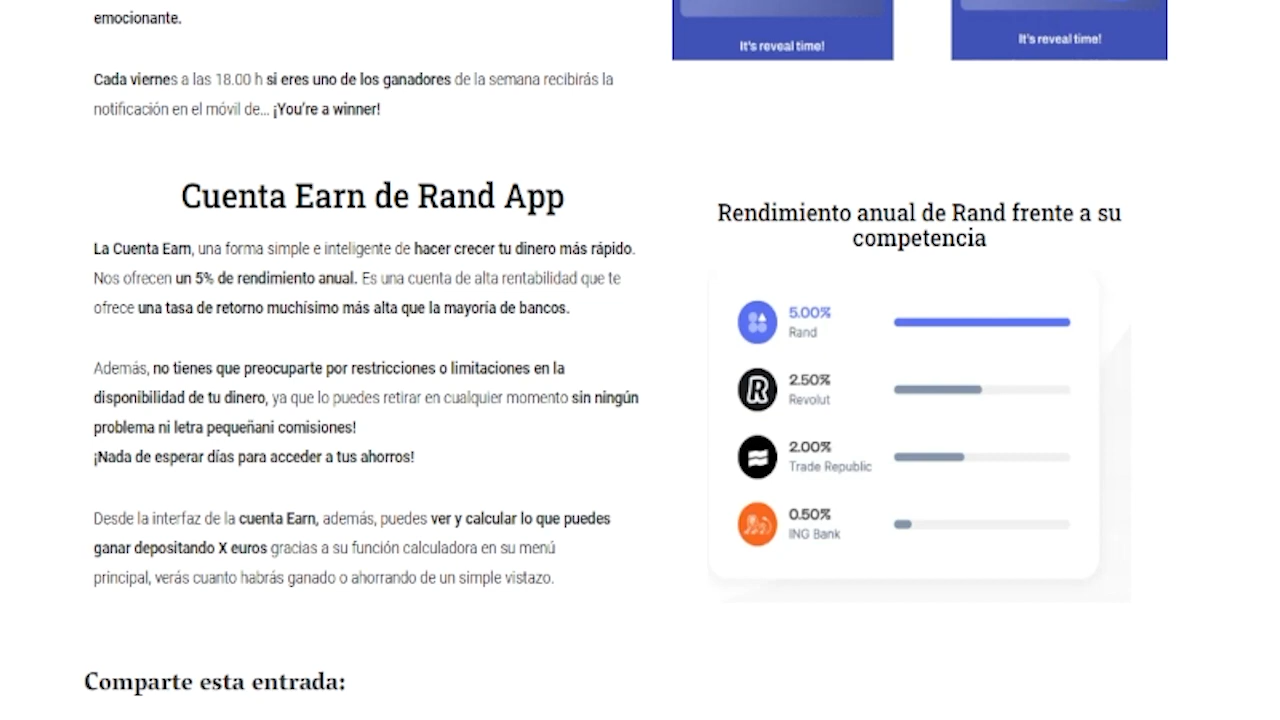 emocionante.
It's reveal time!
It's reveal time!
Cada viernes a las 18.00 h si eres uno de los ganadores de la semana recibirás la
notificación en el móvil de... ¡You're a winner!
Cuenta Earn de Rand App
La Cuenta Earn, una forma simple e inteligente de hacer crecer tu dinero más rápido.
Nos ofrecen un 5% de rendimiento anual. Es una cuenta de alta rentabilidad que te
ofrece una tasa de retorno muchísimo más alta que la mayoría de bancos.
Además, no tienes que preocuparte por restricciones o limitaciones en la
disponibilidad de tu dinero, ya que lo puedes retirar en cualquier momento sin ningún
problema ni letra pequeñani comisiones!
¡Nada de esperar días para acceder a tus ahorros!
Desde la interfaz de la cuenta Earn, además, puedes ver y calcular lo que puedes
ganar depositando X euros gracias a su función calculadora en su menú
principal, verás cuanto habrás ganado o ahorrando de un simple vistazo.
Rendimiento anual de Rand frente a su
competencia
5.00%
Rand
R
2.50%
Revolut
2.00%
Trade Republic
0.50%
ING Bank
Comparte esta entrada: